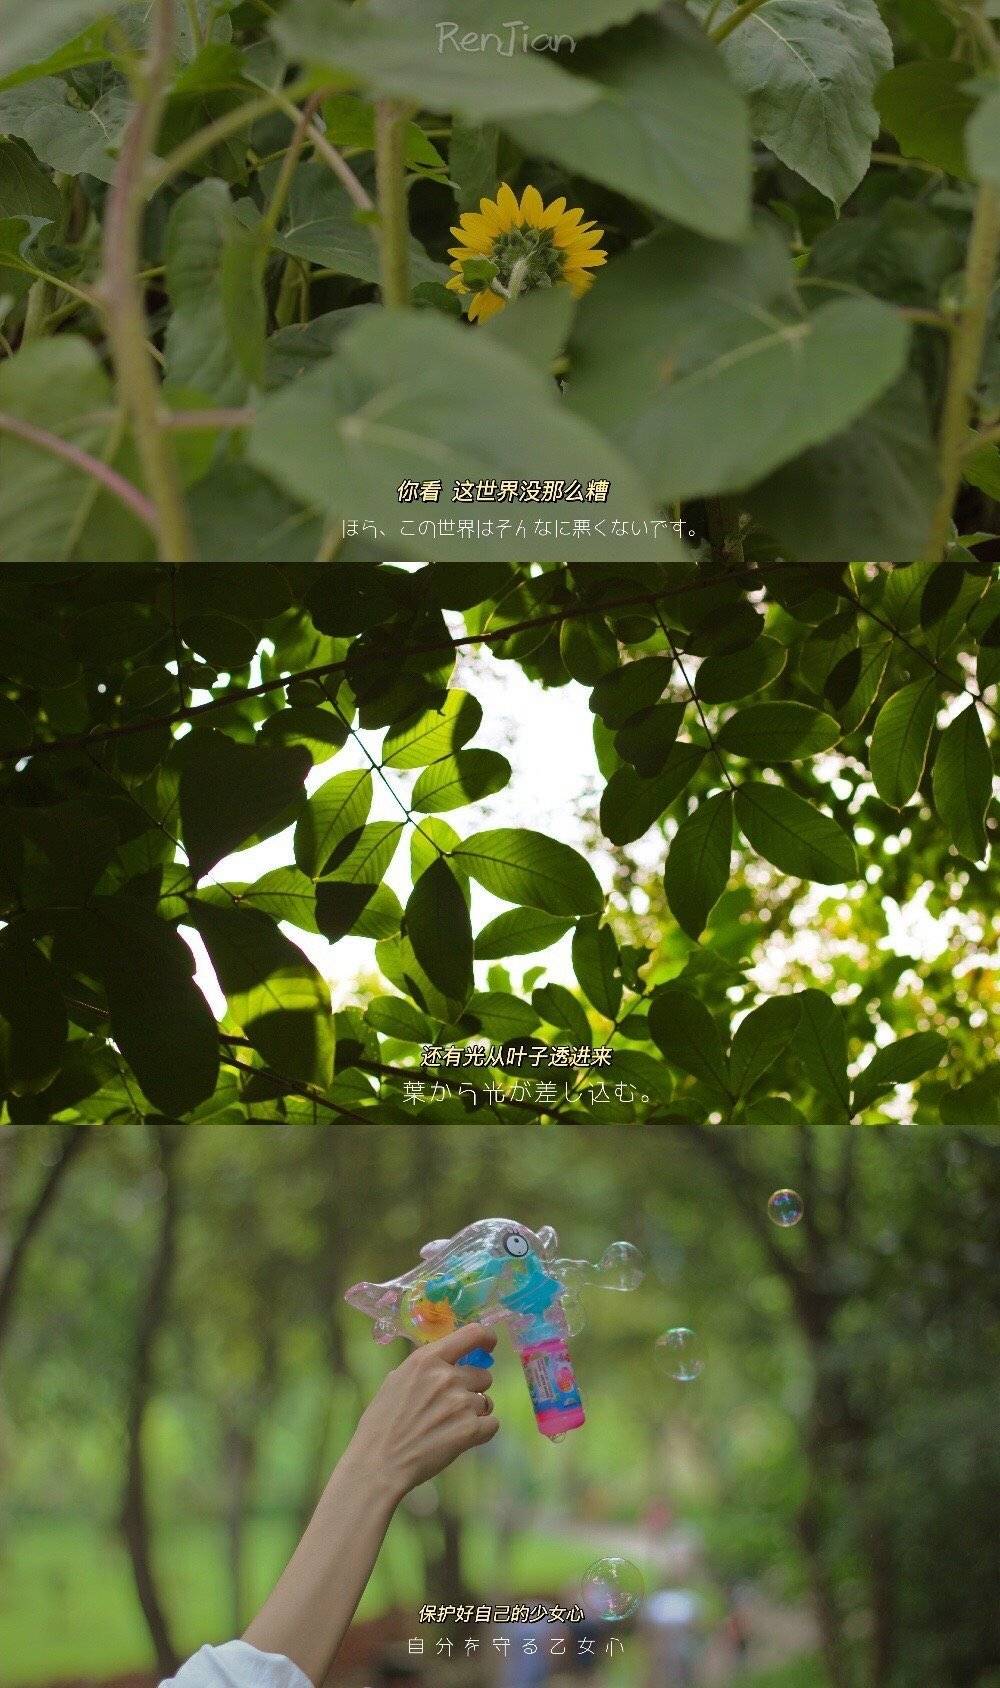 RenJian
你看 这世界没那么糟
ほら、この世界はそんなに悪くないです。
还有光从叶子透进来
葉から光が差し込む。
保护好自己的少女心
自分を守る乙女心